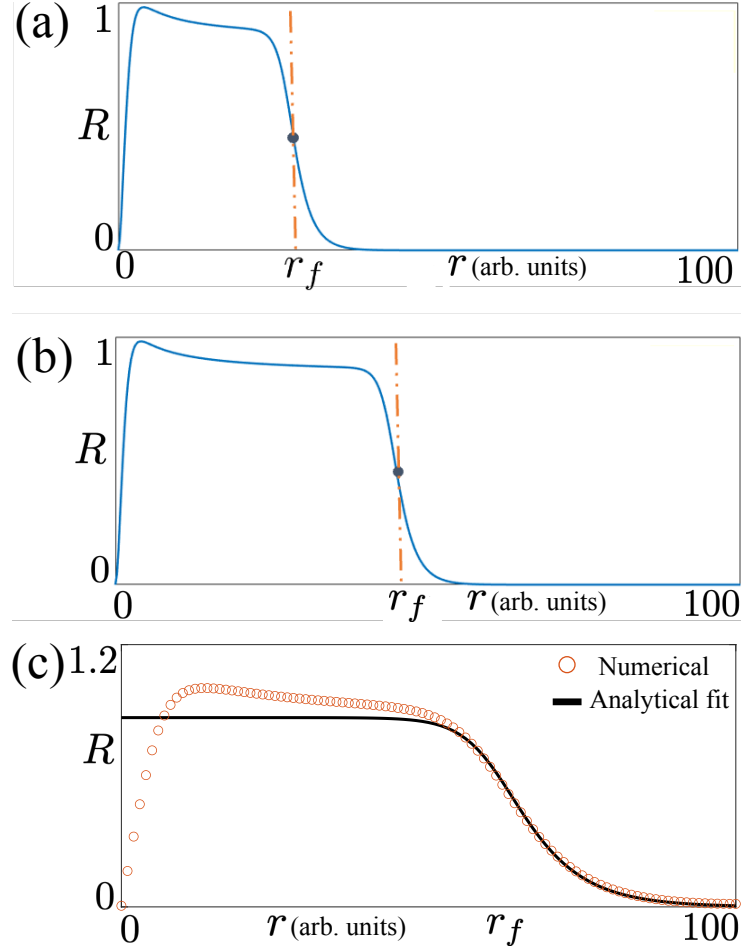 (a)
1
R
0
0
r_f
r (arb. units)
100
(b)
1
R
0
0
r_f
r (arb. units)
100
(c)
1.2
Numerical
Analytical fit
R
0
0
r (arb. units)
r_f
100